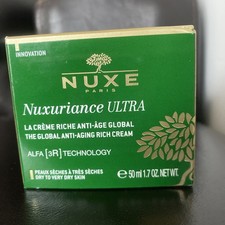 INNOVATION
NUXE
PARIS
Nuxuriance ULTRA
LA CRÈME RICHE ANTI-ÂGE GLOBAL
THE GLOBAL ANTI-AGING RICH CREAM
ALFA [3R] TECHNOLOGY
PEAUX SÈCHES À TRÈS SÈCHES
DRY TO VERY DRY SKIN
℮ 50 ml 1.7 OZ. NET WT.